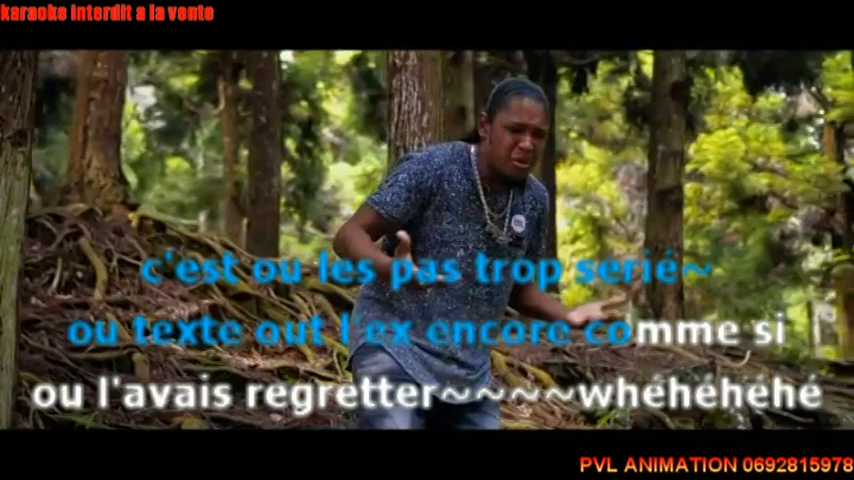 karaoke interdit a la vente
c'est ou les pas trop serié~
ou texte out l'ex encore comme si
ou l'avais regretter~~~~whéhéhéhé
PVL ANIMATION 0692815978